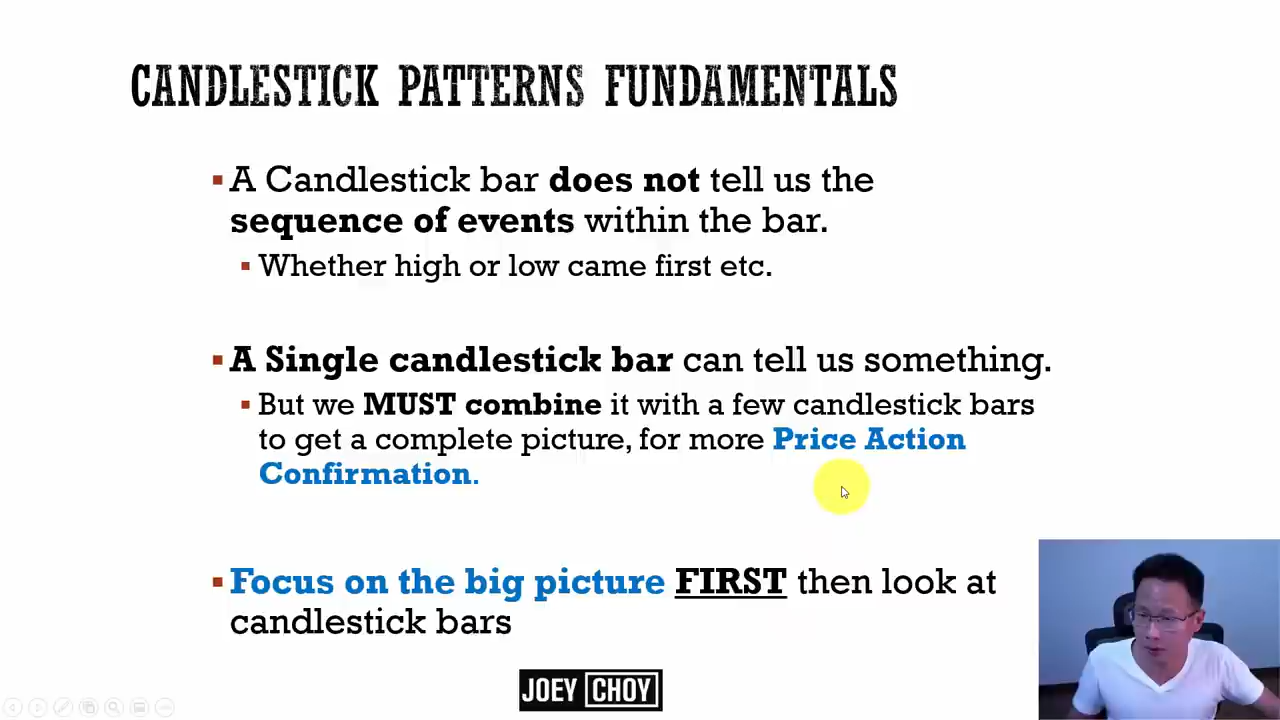 CANDLESTICK PATTERNS FUNDAMENTALS
A Candlestick bar does not tell us the
sequence of events within the bar.
Whether high or low came first etc.
A Single candlestick bar can tell us something.
But we MUST combine it with a few candlestick bars
to get a complete picture, for more Price Action
Confirmation.
Focus on the big picture FIRST then look at
candlestick bars
JOEY CHOY